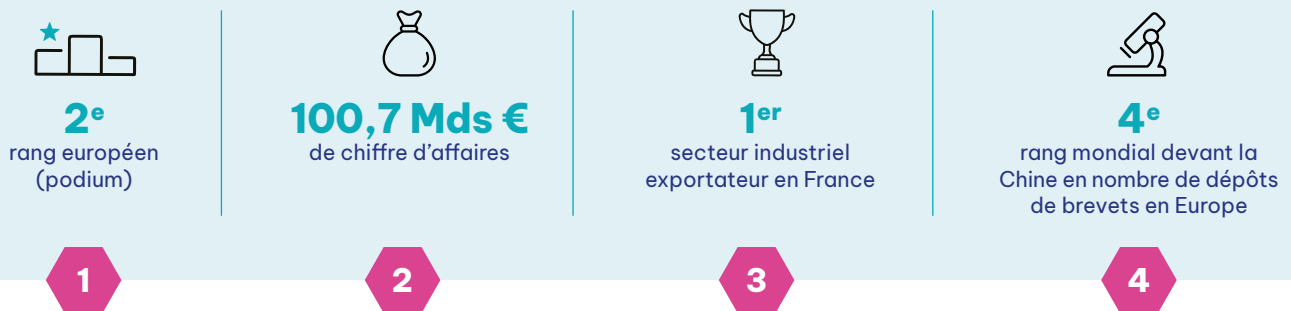 2e
rang européen
(podium)
100,7 Mds €
de chiffre d'affaires
1er
secteur industriel
exportateur en France
4e
rang mondial devant la
Chine en nombre de dépôts
de brevets en Europe
1
2
3
4